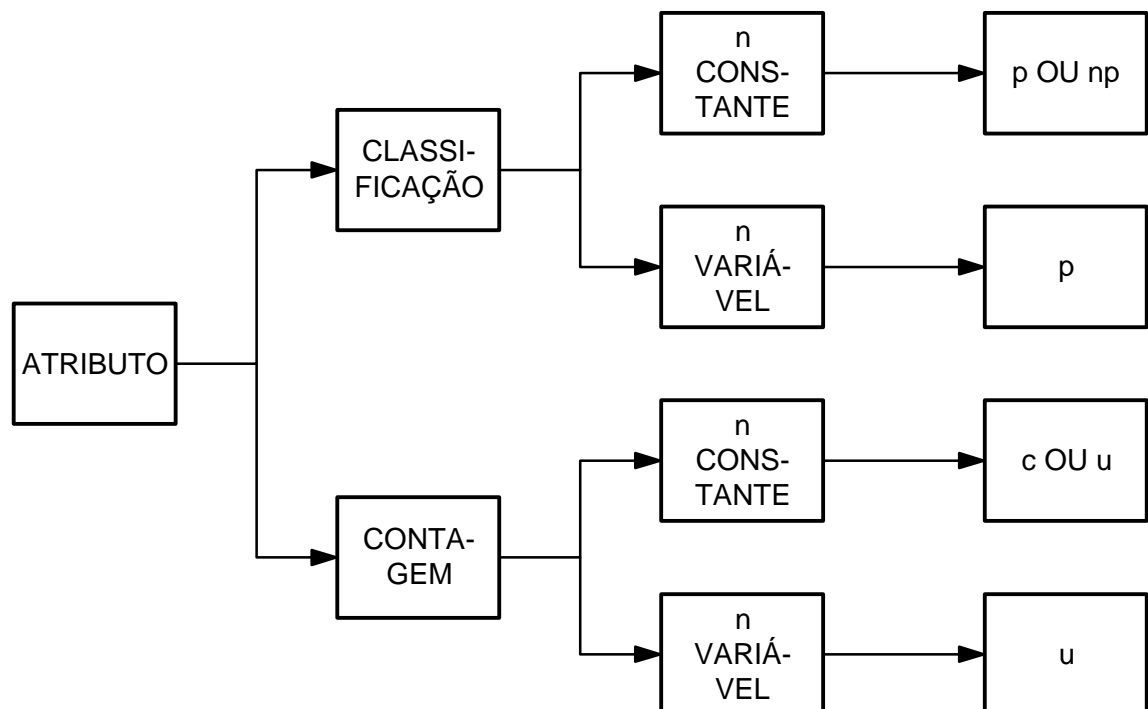 n
CONS-
TANTE
p OU np
CLASSI-
FICAÇÃO
n
VARIÁ-
VEL
p
ATRIBUTO
n
CONS-
TANTE
c OU u
CONTA-
GEM
n
VARIÁ-
VEL
u